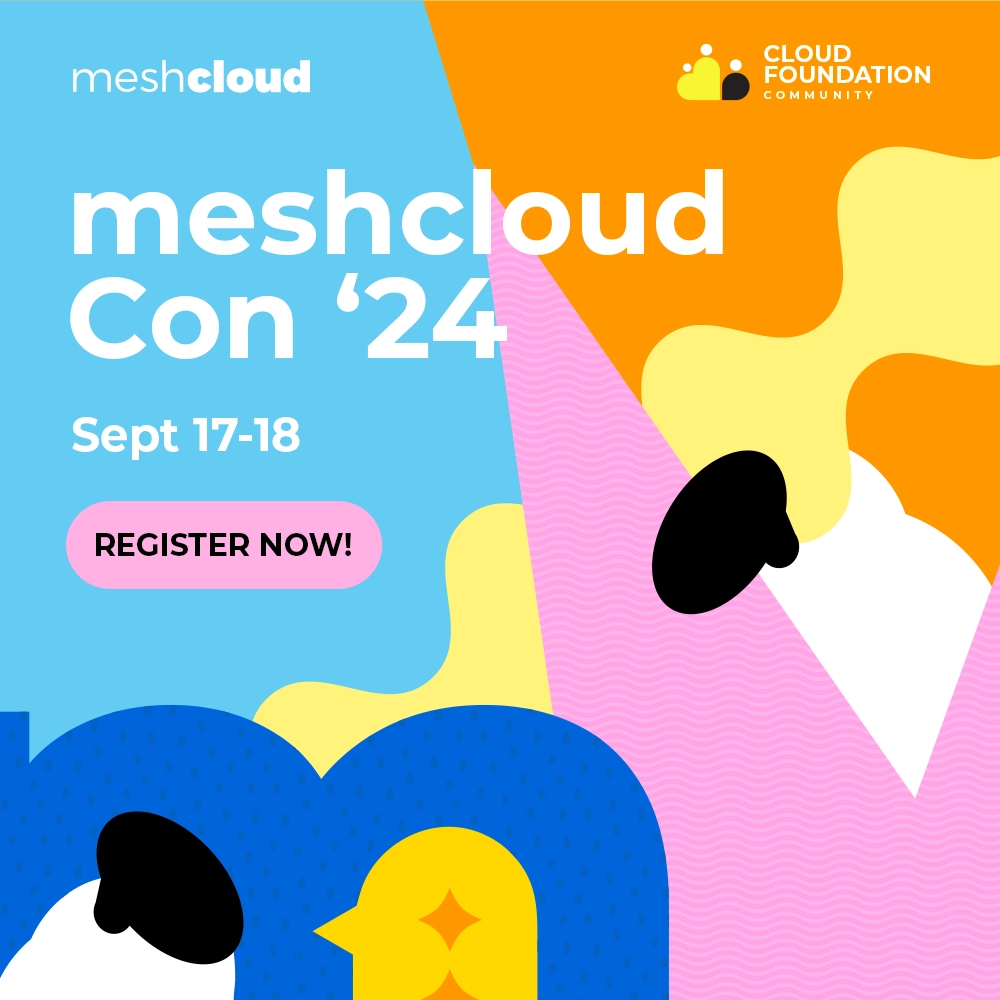 meshcloud
CLOUD
FOUNDATION
COMMUNITY
meshcloud
Con ‘24
Sept 17-18
REGISTER NOW!